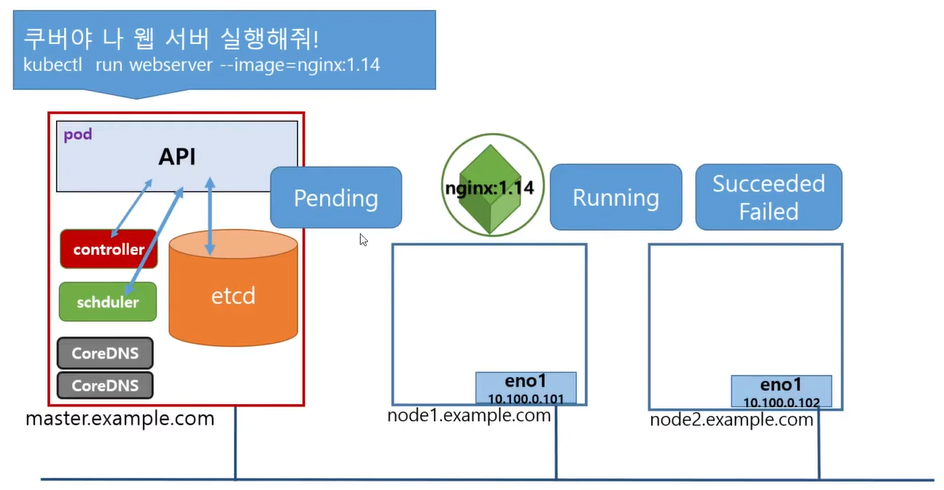 쿠버야 나 웹 서버 실행해줘!
kubectl run webserver --image=nginx:1.14
pod
API
Pending
nginx:1.14
Running
Succeeded
Failed
controller
schduler
etcd
CoreDNS
CoreDNS
master.example.com
eno1
10.100.0.101
node1.example.com
eno1
10.100.0.102
node2.example.com